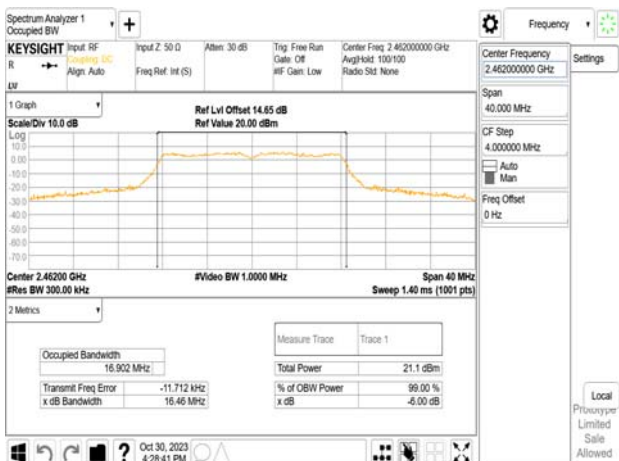 Spectrum Analyzer 1
Occupied BW
+
Frequency
KEYSIGHT Input: RF Input Z: 50 Ω Atten: 30 dB Trig: Free Run Center Freq: 2.462000000 GHz
Coupling: DC Gate: Off Avg|Hold: 100/100
R Align: Auto Freq Ref: Int (S) #IF Gain: Low Radio Std: None
Center Frequency
2.462000000 GHz
Settings
Span
40.000 MHz
CF Step
4.000000 MHz
Auto
Man
Freq Offset
0 Hz
1 Graph
Ref Lvl Offset 14.65 dB
Scale/Div 10.0 dB Ref Value 20.00 dBm
Log
10.0
0.00
-10.0
-20.0
-30.0
-40.0
-50.0
-60.0
-70.0
Center 2.46200 GHz #Video BW 1.0000 MHz Span 40 MHz
#Res BW 300.00 kHz Sweep 1.40 ms (1001 pts)
2 Metrics
Measure Trace Trace 1
Occupied Bandwidth
16.902 MHz Total Power 21.1 dBm
Transmit Freq Error -11.712 kHz % of OBW Power 99.00 %
x dB Bandwidth 16.46 MHz x dB -6.00 dB
Local
Prototype
Limited
Sale
Allowed
? Oct 30, 2023
4:28:41 PM